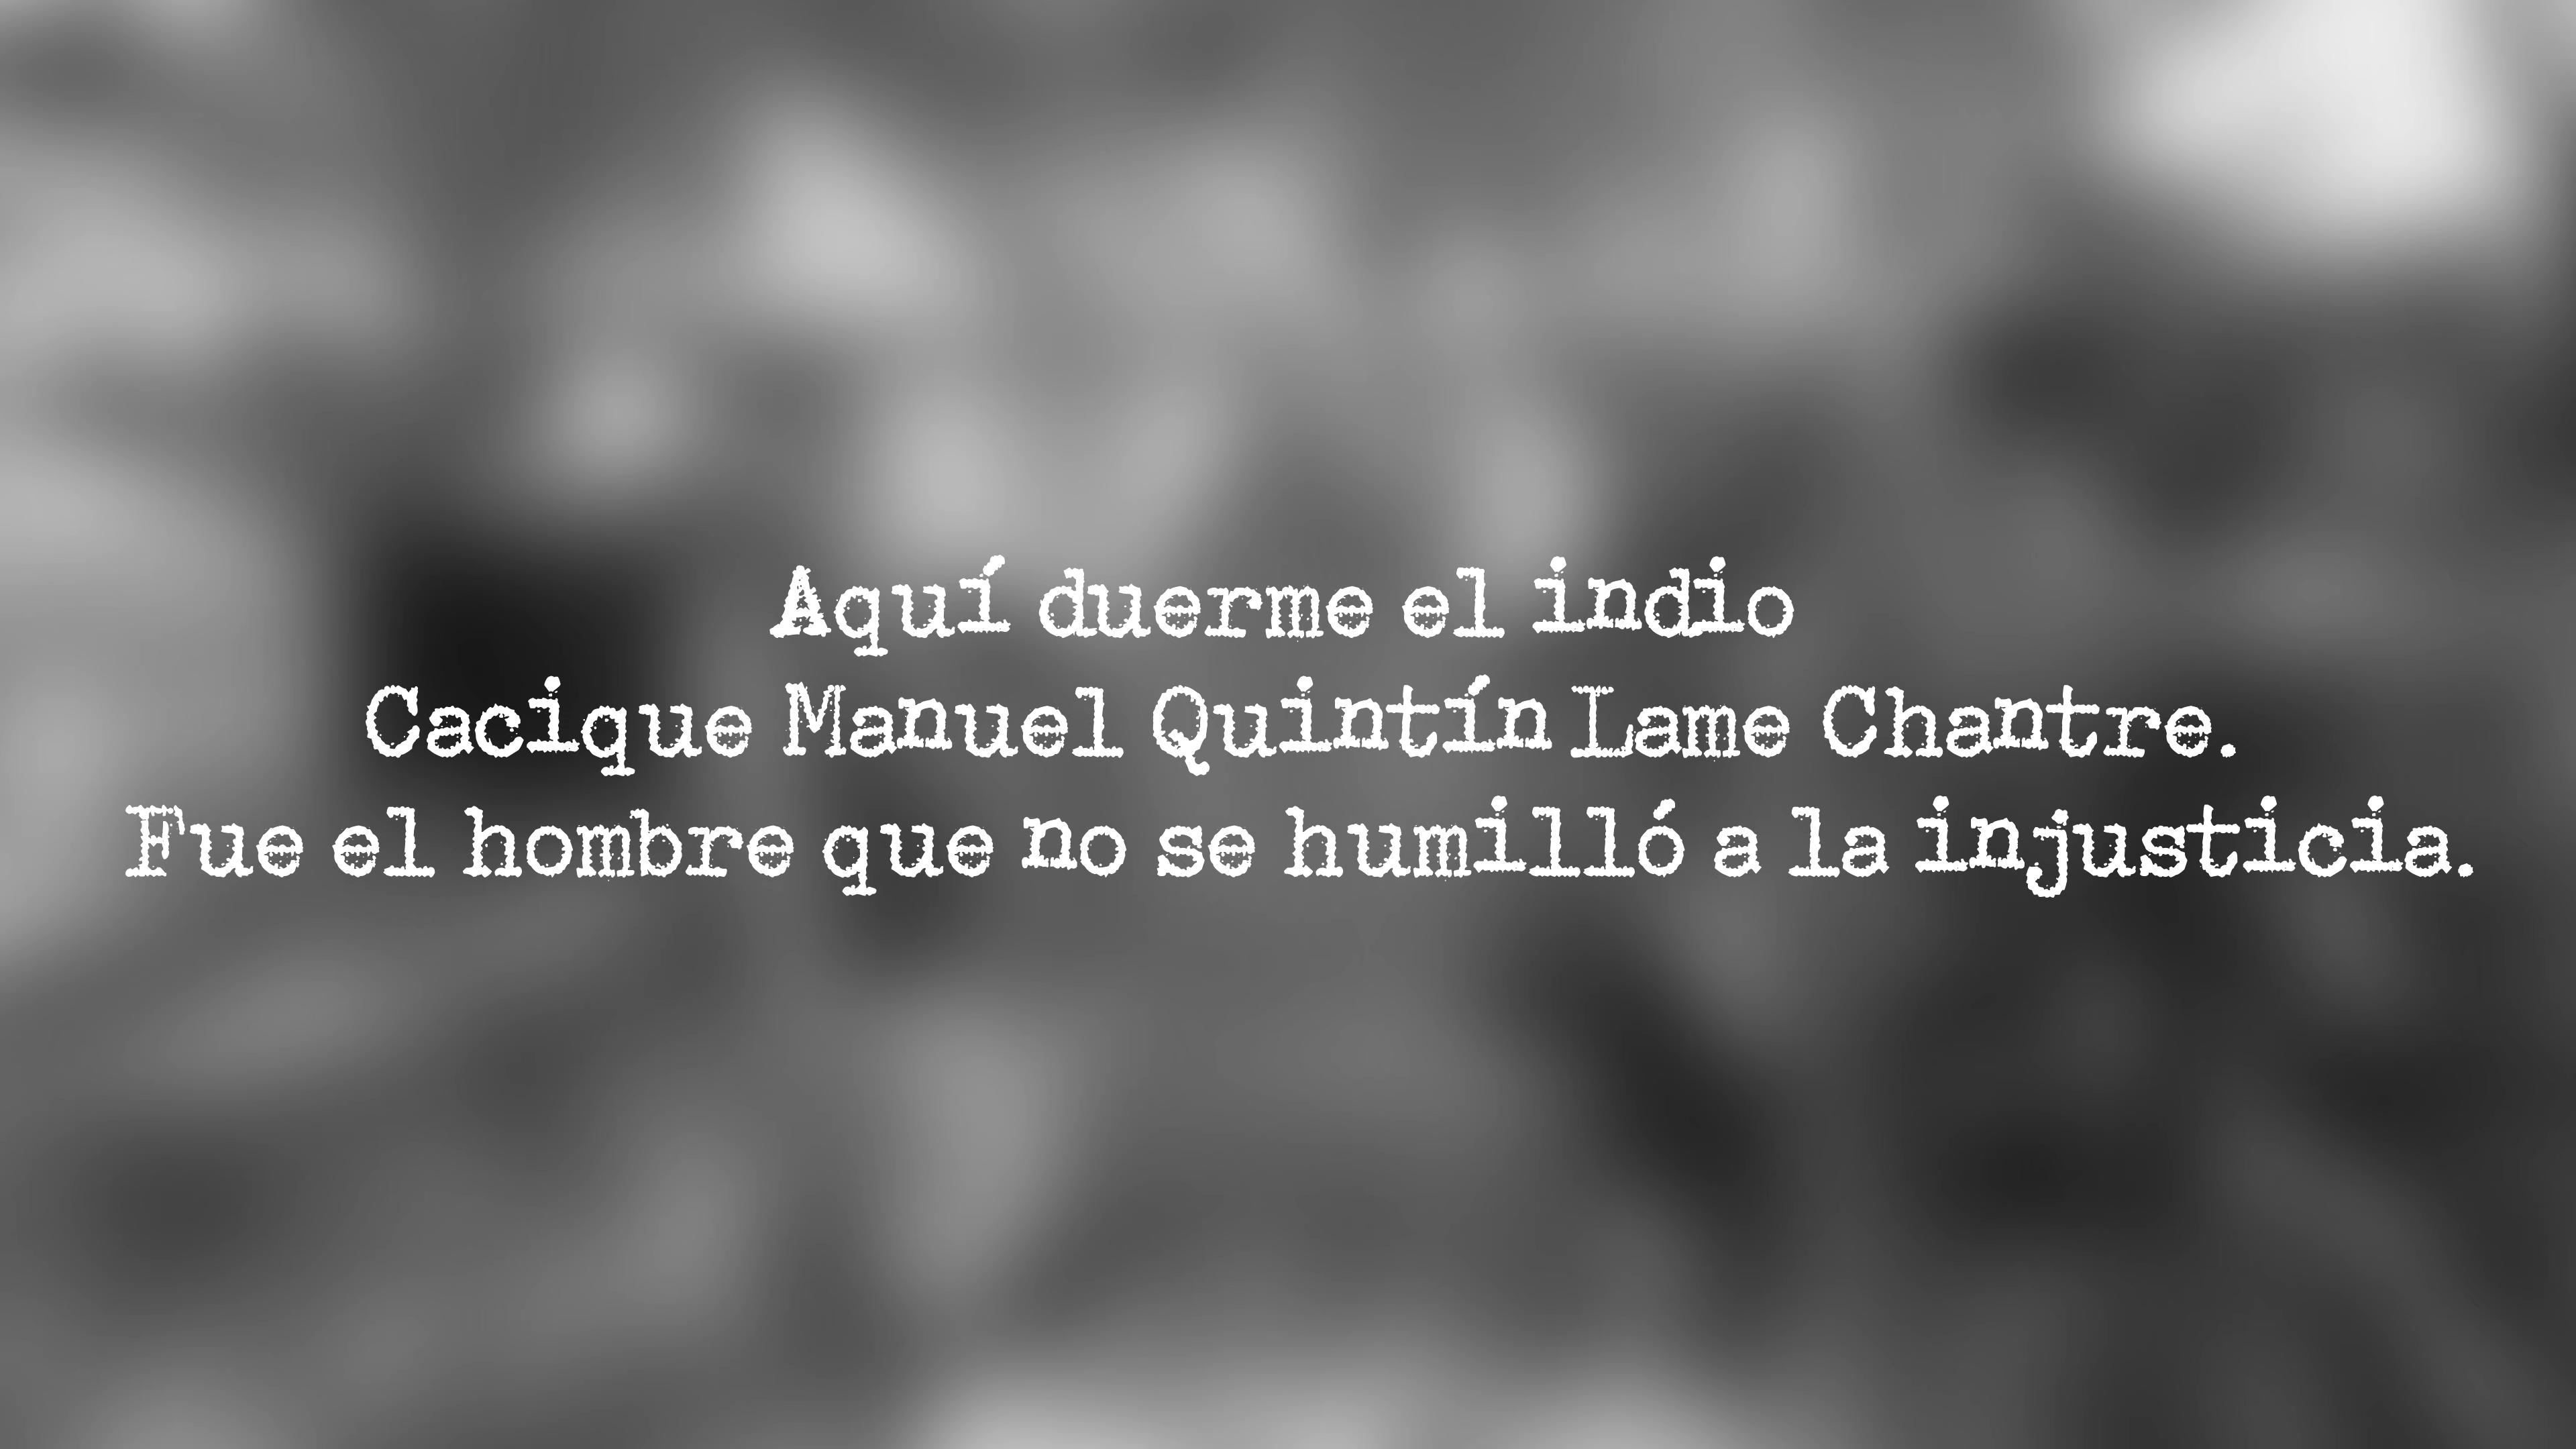 Aquí duerme el indio
Cacique Manuel Quintín Lame Chantre.
Fue el hombre que no se humilló a la injusticia.